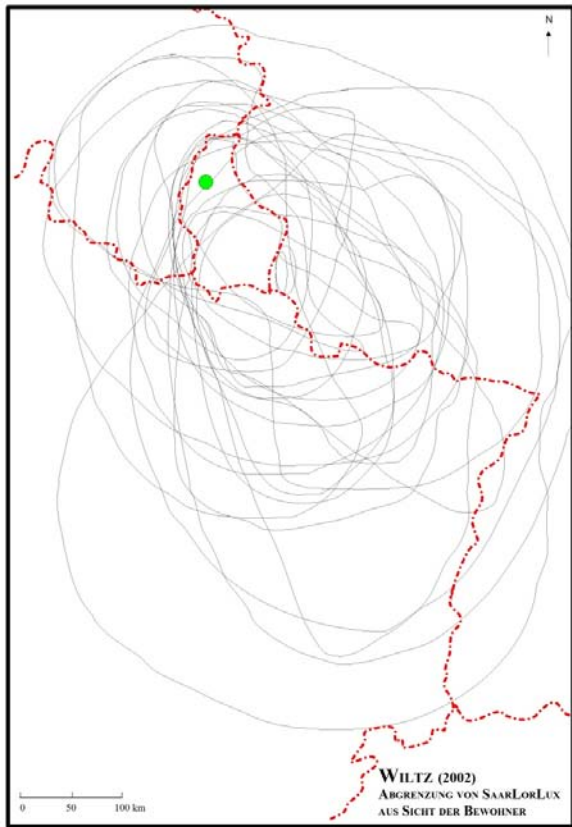 N
WILTZ (2002)
ABGRENZUNG VON SAARLORLUX
AUS SICHT DER BEWOHNER
0 50 100 km